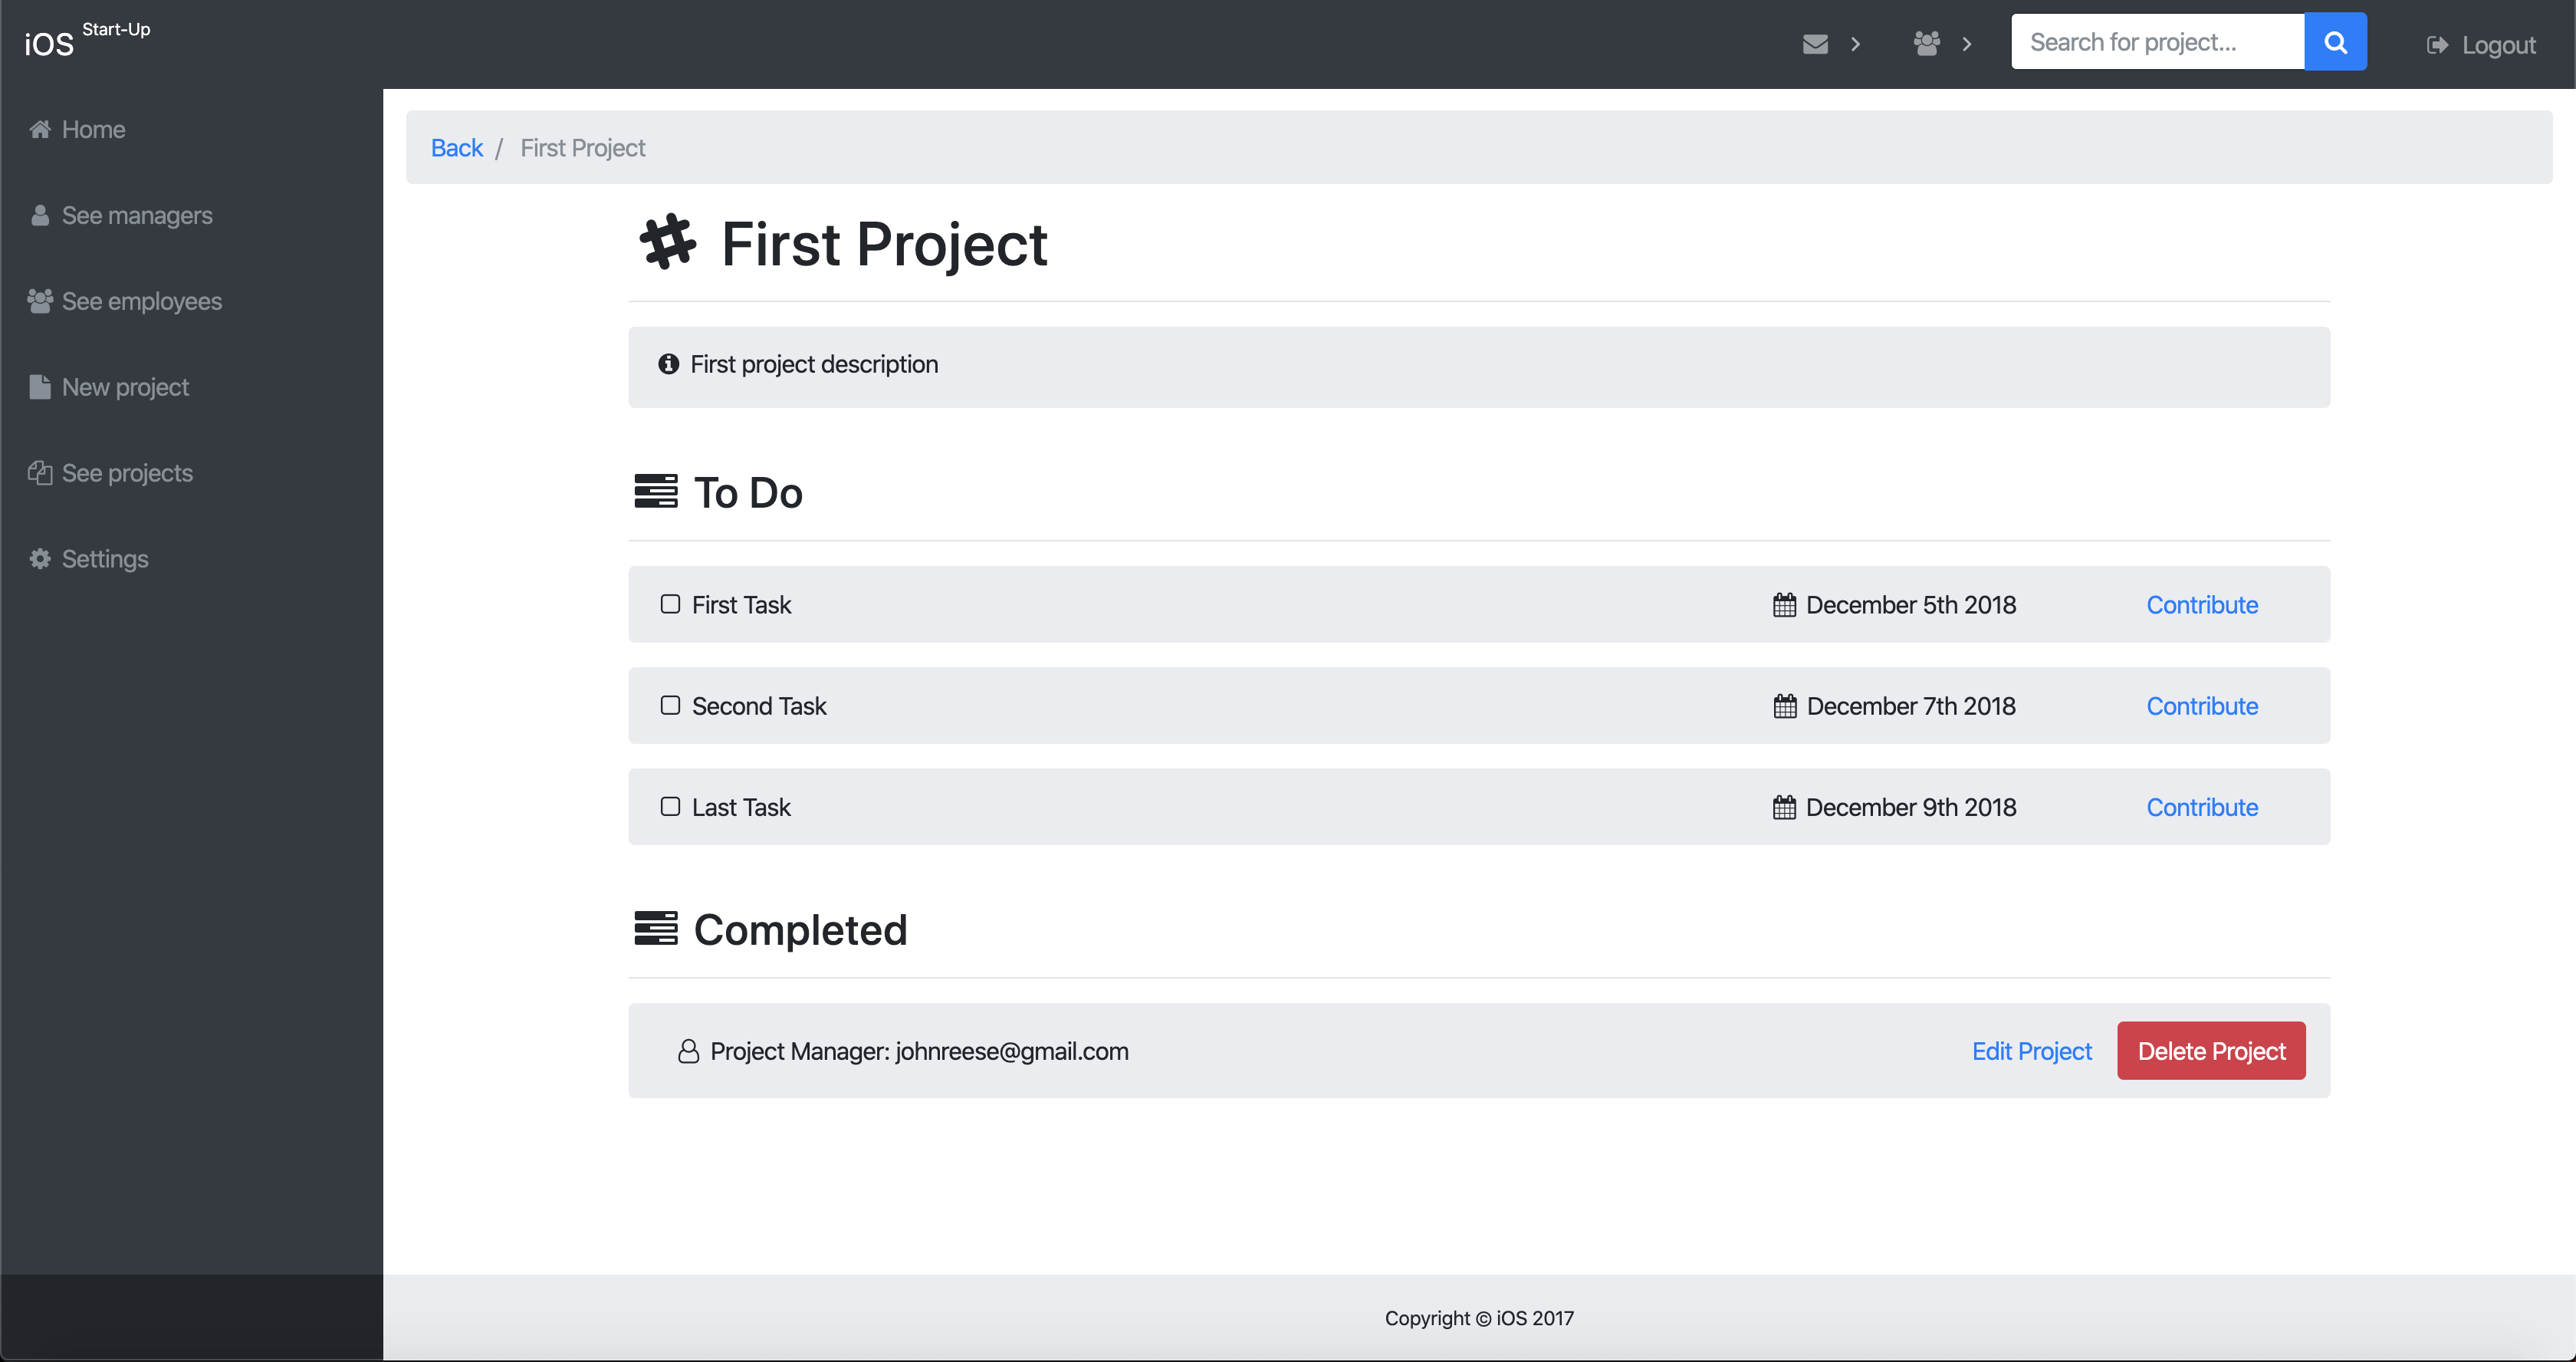 iOS Start-Up
Search for project...
Logout
Home
See managers
See employees
New project
See projects
Settings
Back / First Project
First Project
First project description
To Do
First Task December 5th 2018 Contribute
Second Task December 7th 2018 Contribute
Last Task December 9th 2018 Contribute
Completed
Project Manager: johnreese@gmail.com Edit Project Delete Project
Copyright © iOS 2017